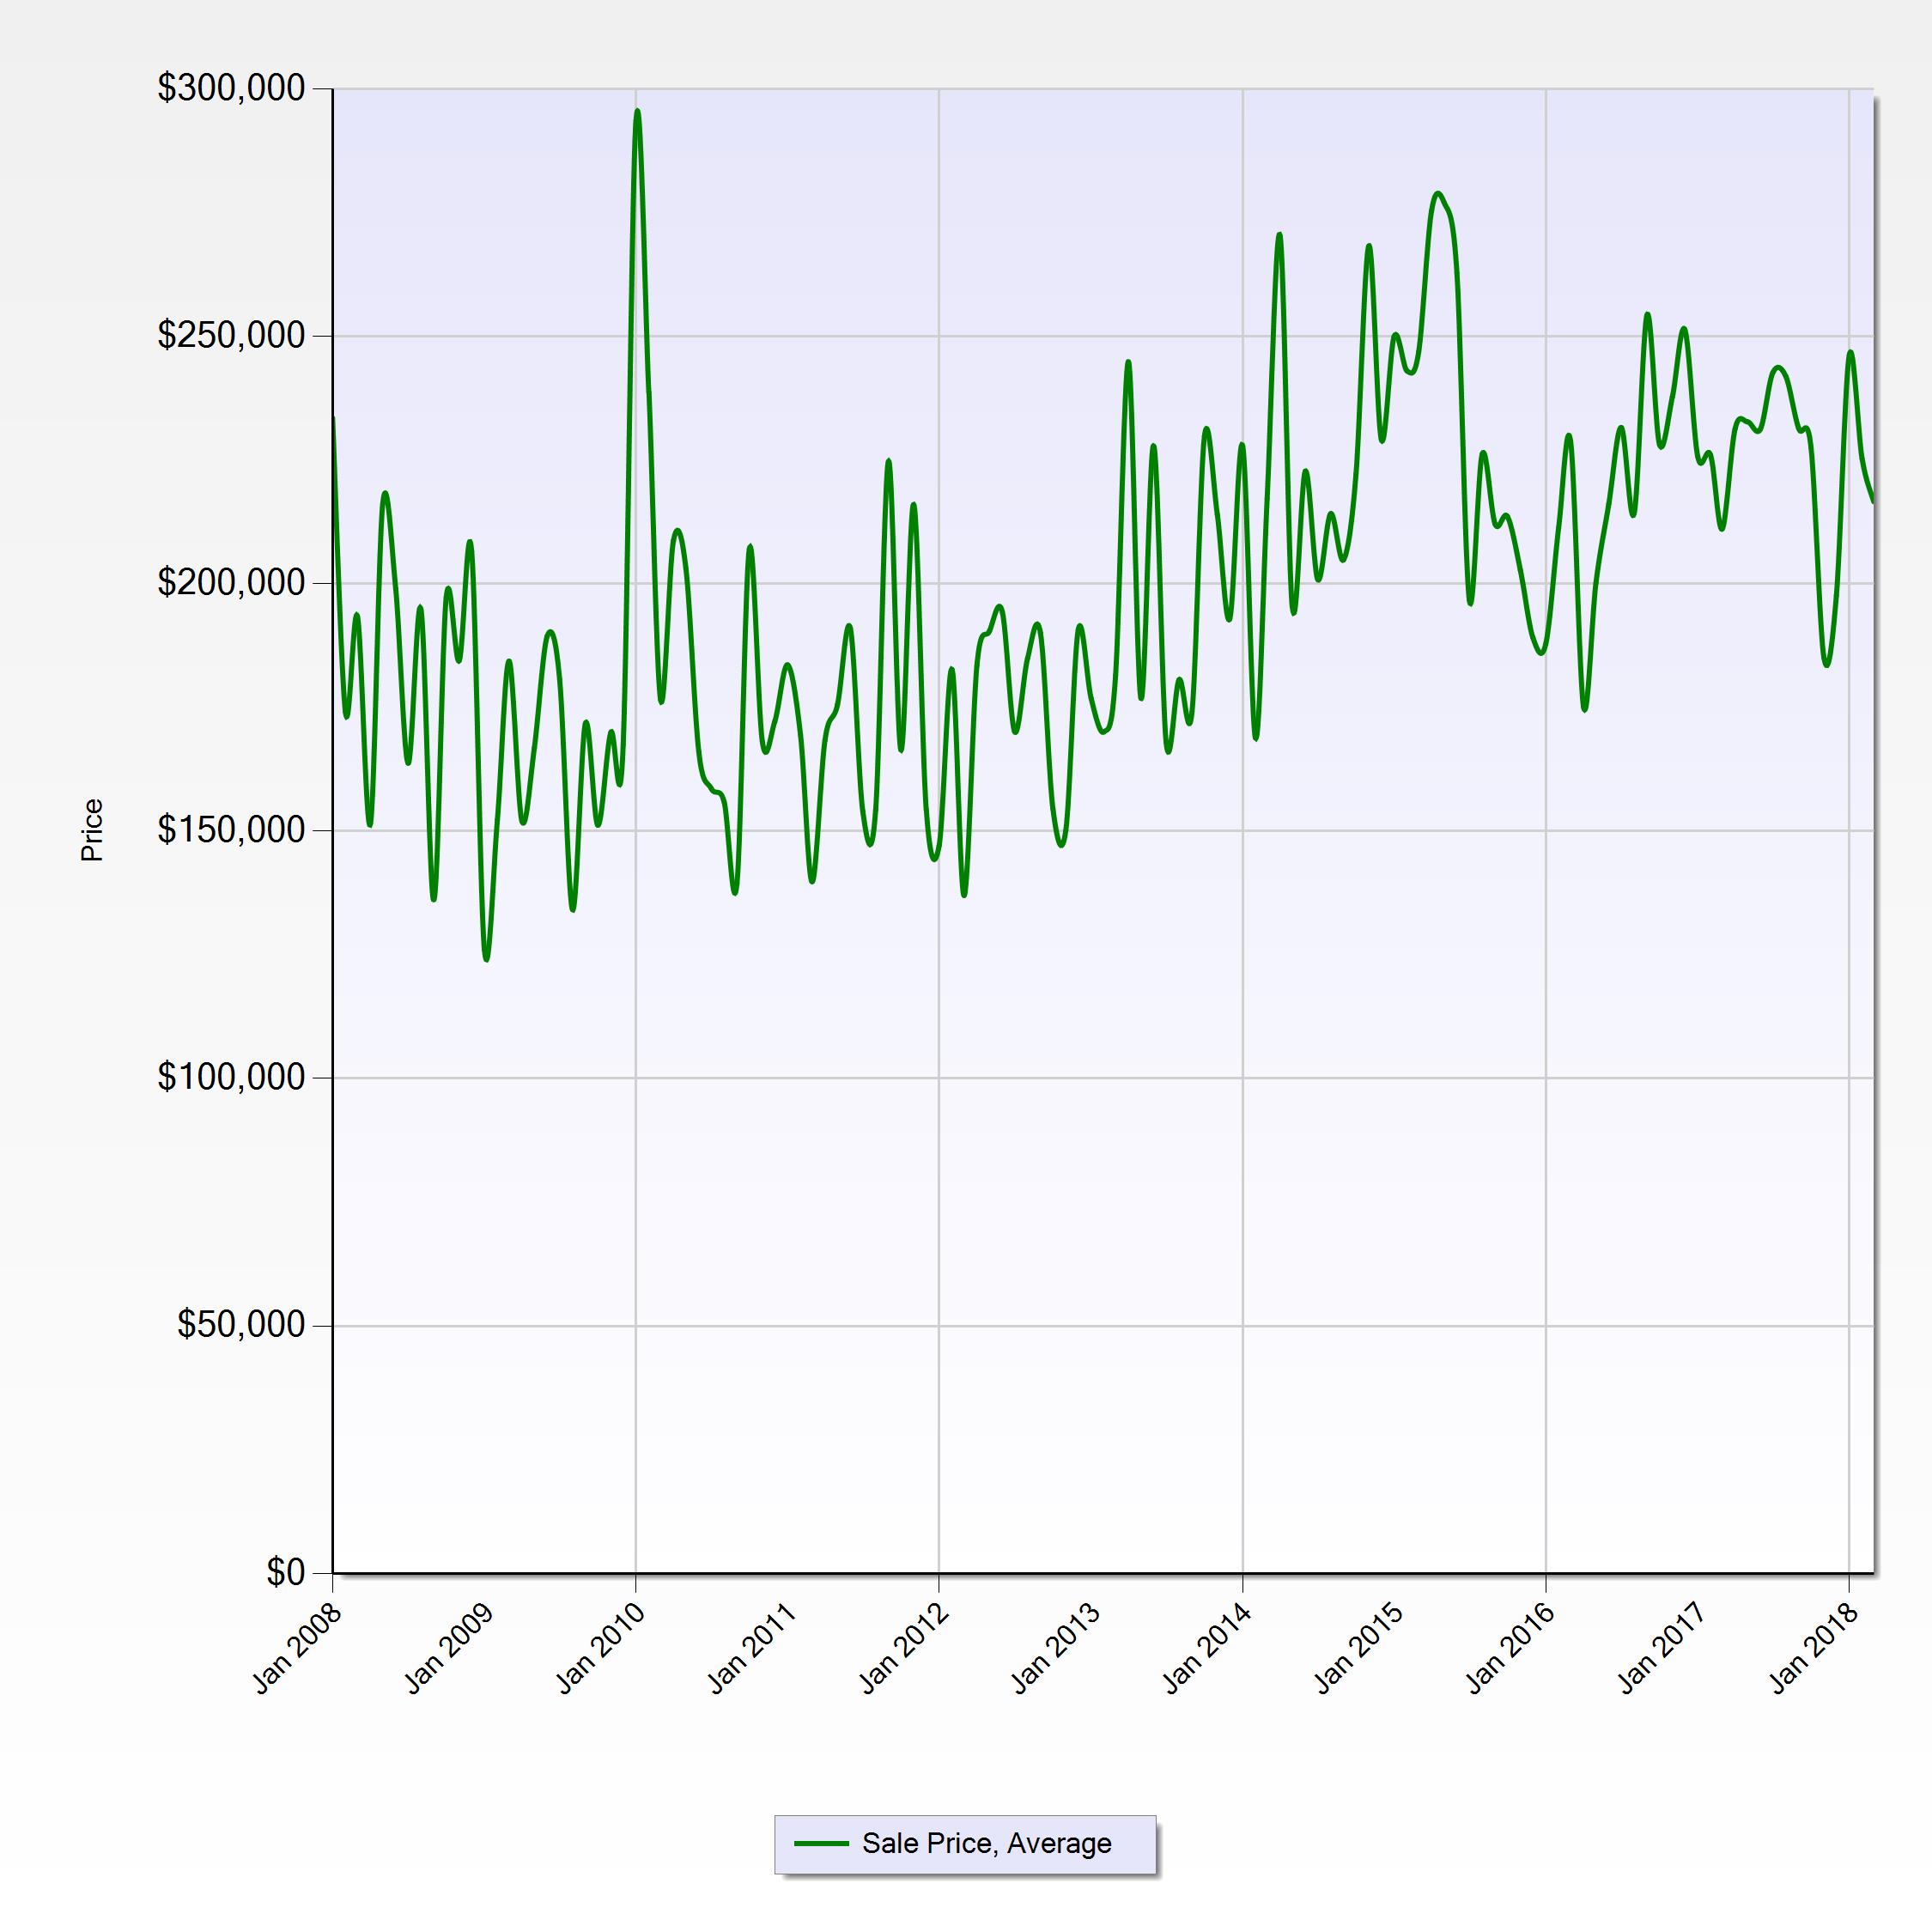 $300,000
$250,000
$200,000
$150,000
$100,000
$50,000
$0
Price
Jan 2008
Jan 2009
Jan 2010
Jan 2011
Jan 2012
Jan 2013
Jan 2014
Jan 2015
Jan 2016
Jan 2017
Jan 2018
Sale Price, Average